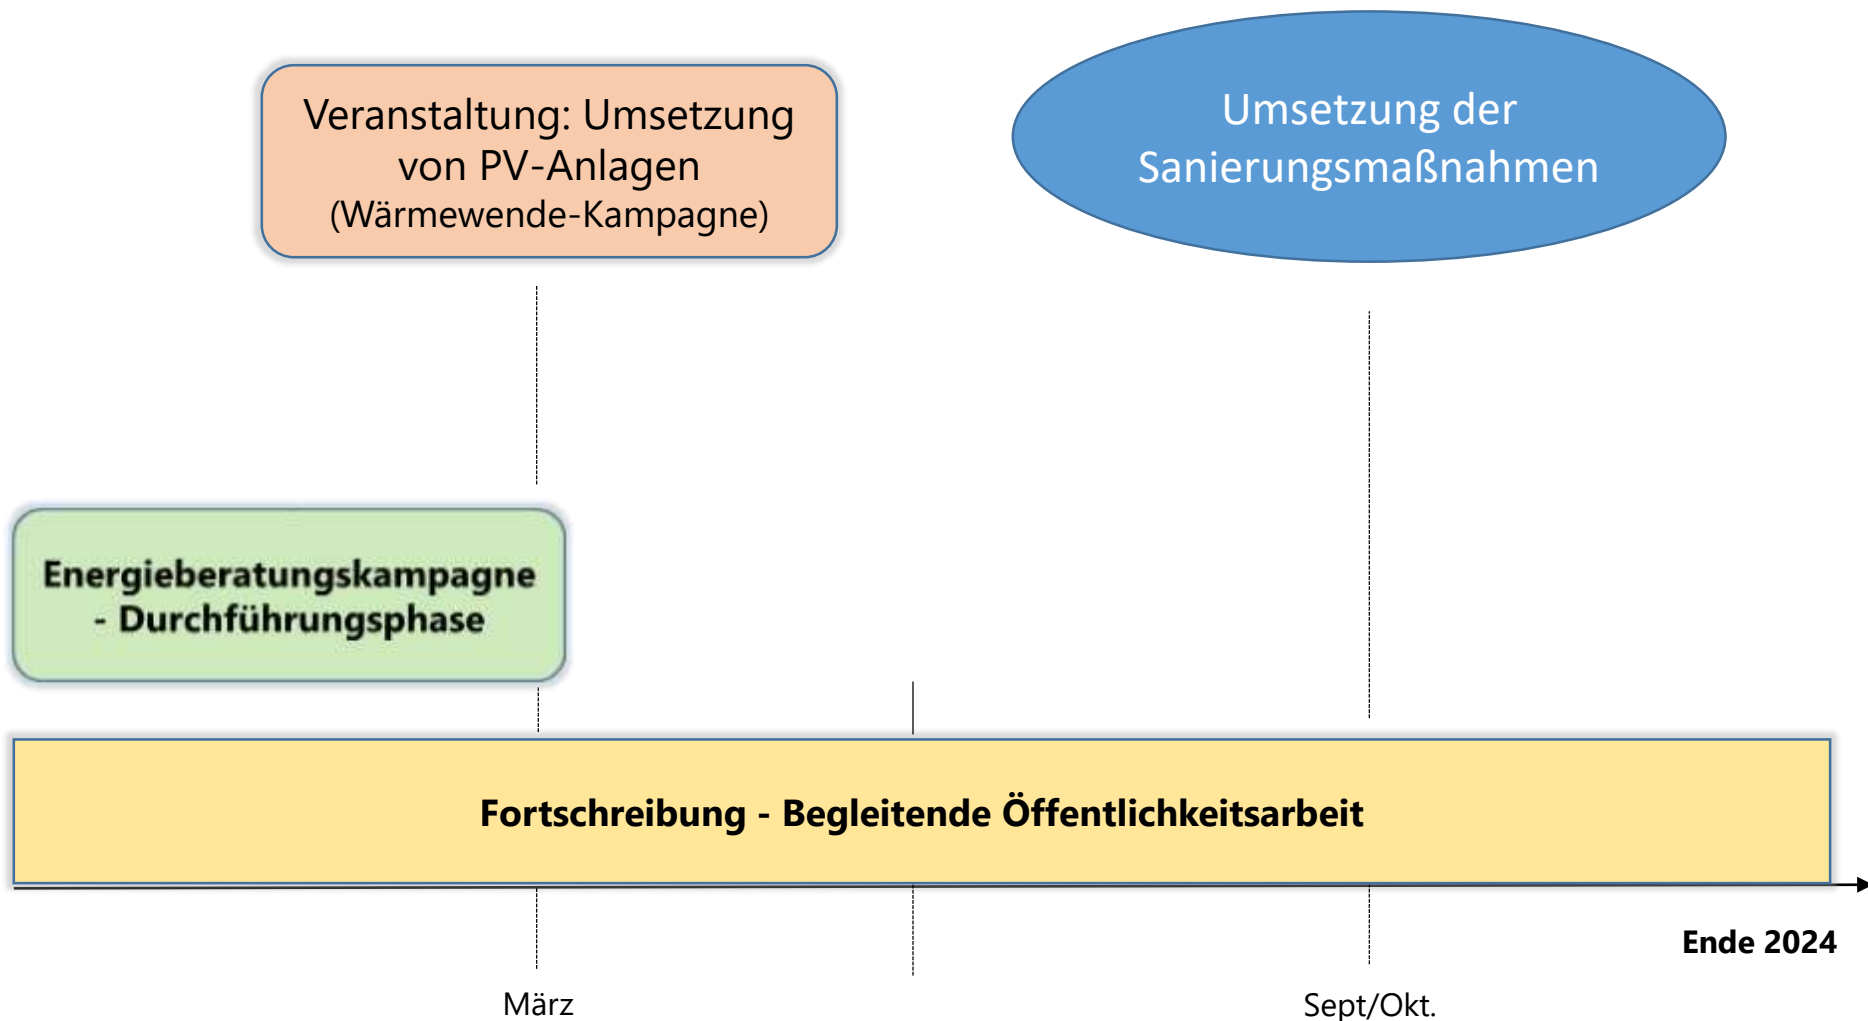 Veranstaltung: Umsetzung
von PV-Anlagen
(Wärmewende-Kampagne)
Umsetzung der
Sanierungsmaßnahmen
Energieberatungskampagne
- Durchführungsphase
Fortschreibung - Begleitende Öffentlichkeitsarbeit
Ende 2024
März
Sept/Okt.